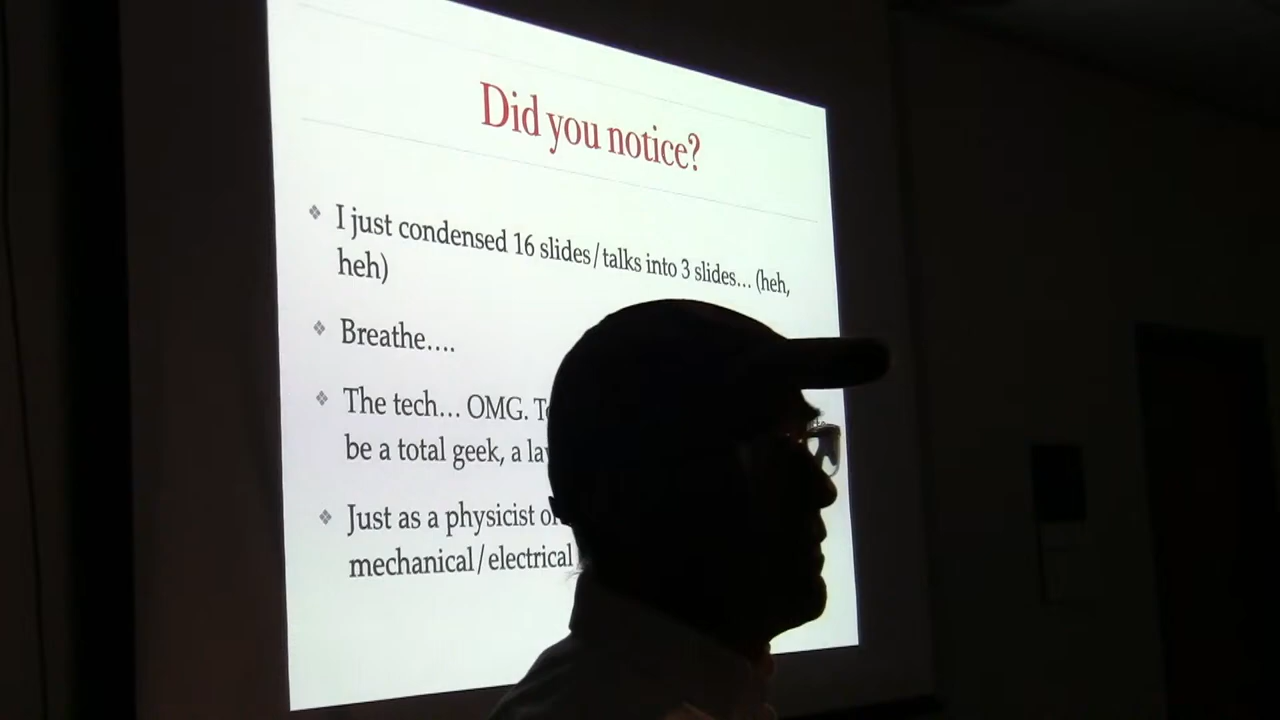 Did you notice?
I just condensed 16 slides/talks into 3 slides... (heh,
heh)
Breathe....
The tech... OMG.
be a total geek, a
Just as a physicist
mechanical/electrical